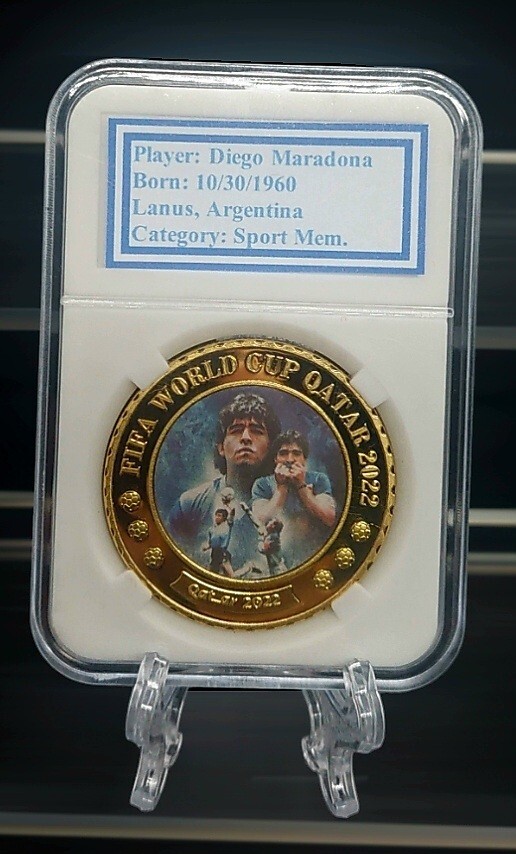 Player: Diego Maradona
Born: 10/30/1960
Lanus, Argentina
Category: Sport Mem.
FIFA WORLD CUP QATAR 2022
Qatar 2022